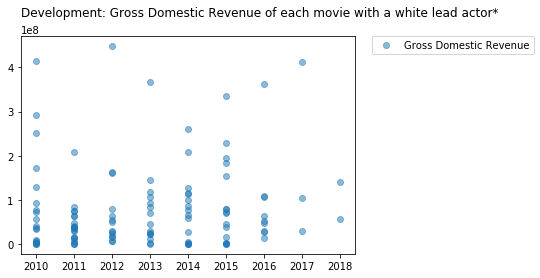 Development: Gross Domestic Revenue of each movie with a white lead actor*
1e8
Gross Domestic Revenue
4
3
2
1
0
2010 2011 2012 2013 2014 2015 2016 2017 2018